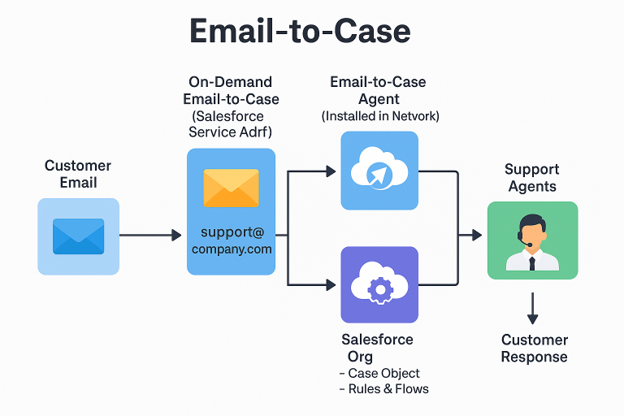 Email-to-Case
On-Demand
Email-to-Case
(Salesforce
Service Adrf)
Email-to-Case
Agent
(Installed in Netvork)
Customer
Email
support@
company.com
Support
Agents
Salesforce
Org
- Case Object
- Rules & Flows
Customer
Response